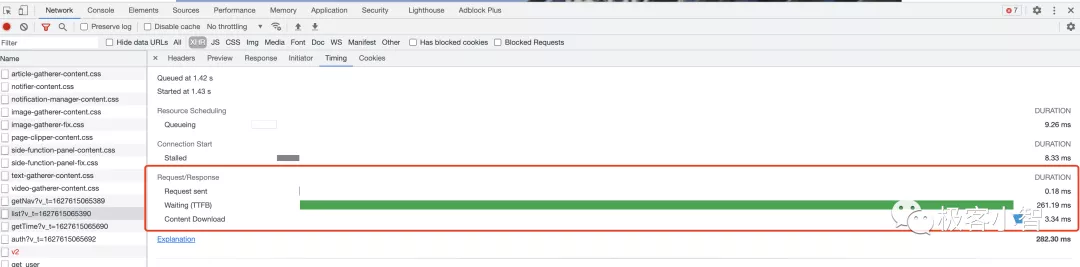 Network Console Elements Sources Performance Memory Application Security Lighthouse Adblock Plus 7
Preserve log Disable cache No throttling
Filter Hide data URLs All XHR JS CSS Img Media Font Doc WS Manifest Other Has blocked cookies Blocked Requests
Name Headers Preview Response Initiator Timing Cookies
article-gatherer-content.css
notifier-content.css
notification-manager-content.css
image-gatherer-content.css
image-gatherer-fix.css
page-clipper-content.css
side-function-panel-content.css
side-function-panel-fix.css
text-gatherer-content.css
video-gatherer-content.css
getNav?v_t=1627615065389
list?v_t=1627615065390
getTime?v_t=1627615065690
auth?v_t=1627615065692
v2
get_user
Queued at 1.42 s
Started at 1.43 s
Resource Scheduling DURATION
Queueing 9.26 ms
Connection Start DURATION
Stalled 8.33 ms
Request/Response DURATION
Request sent 0.18 ms
Waiting (TTFB) 261.19 ms
Content Download 3.34 ms
Explanation 282.30 ms
极客小智